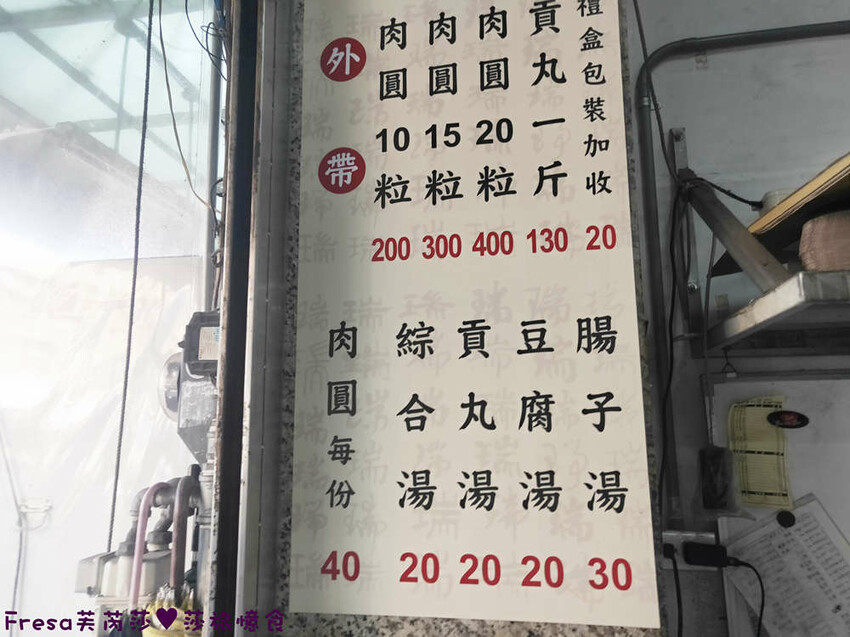 外帶
肉圓10粒 200
肉圓15粒 300
肉圓20粒 400
貢丸一斤 130
禮盒包裝加收 20
肉圓每份 40
綜合湯 20
貢丸湯 20
豆腐湯 20
腸子湯 30
Fresa芙芮莎♥莎
憶食